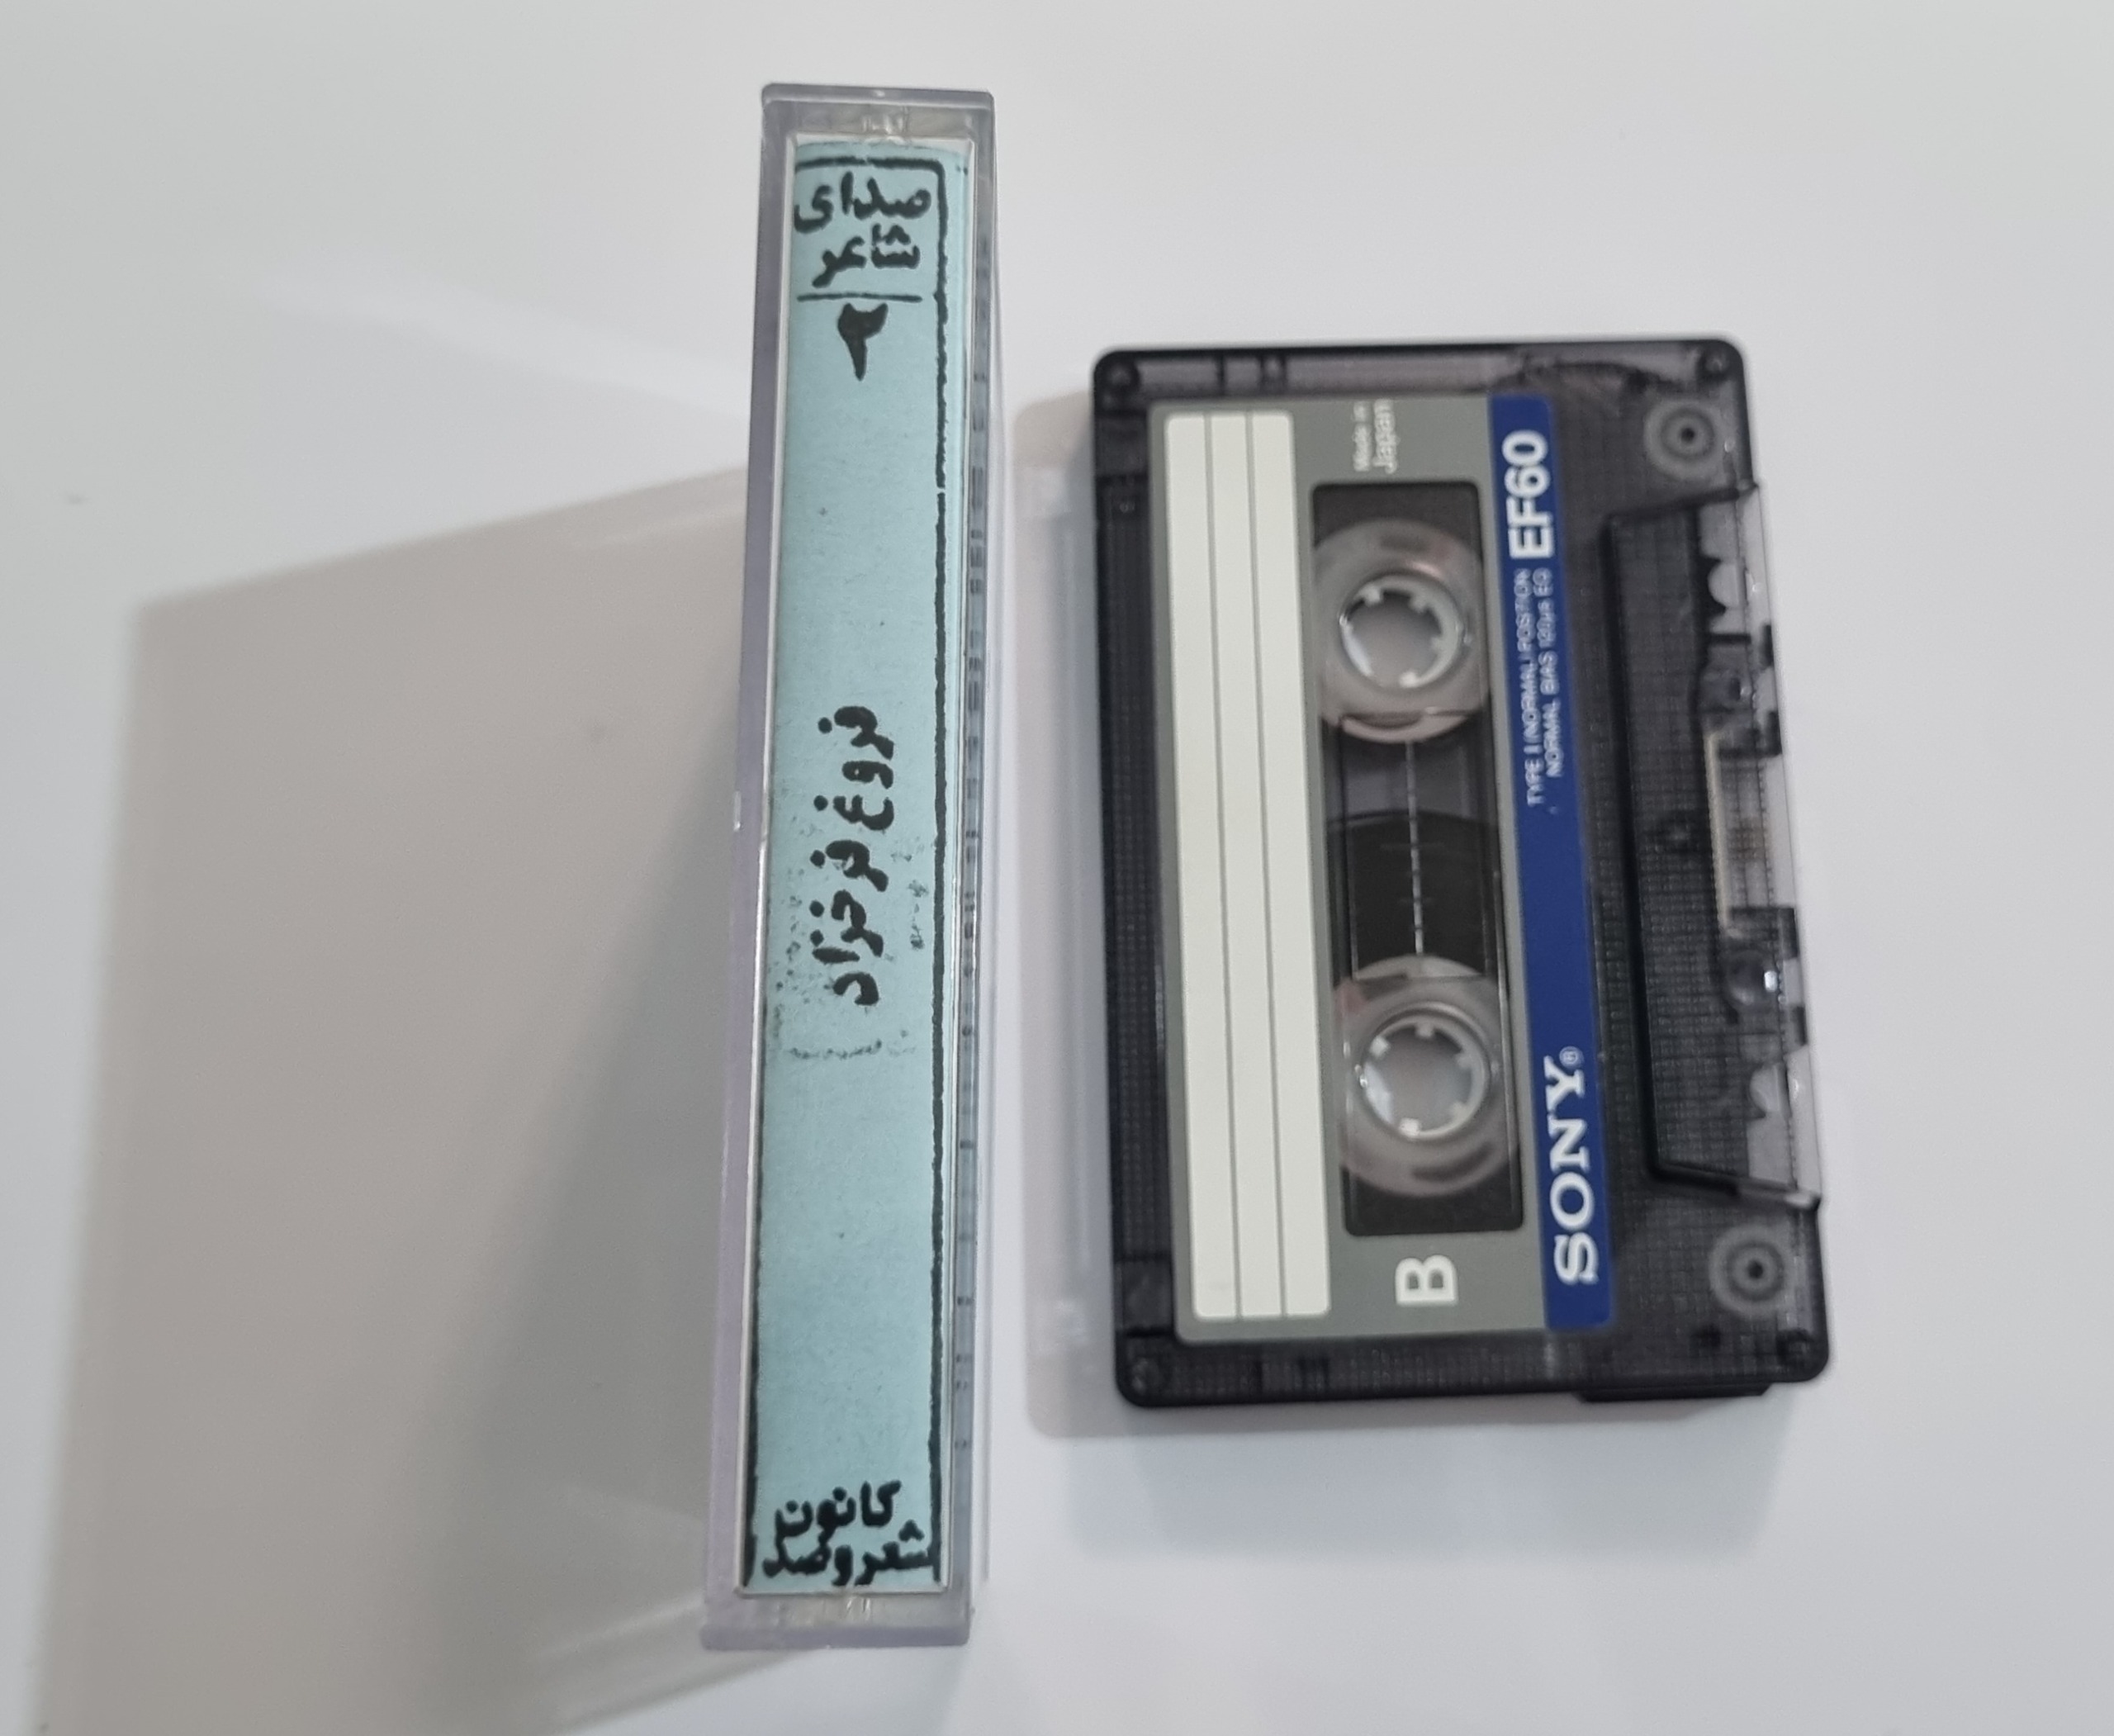 صدای
شاعر
۲
فروغ فرخزاد
کانون
شعر وصد
Made in
Japan
EF60
TYPE I (NORMAL) POSITION
NORMAL BIAS 120µs EQ
SONY®
B